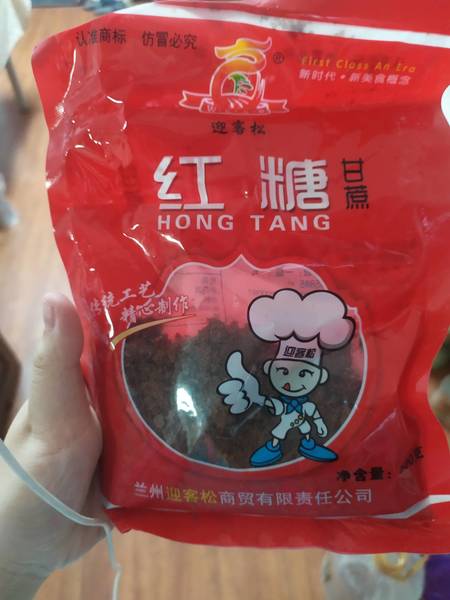 认准商标 仿冒必究
®
First Class An Era
新时代·新美食概念
迎客松
红糖
甘蔗
HONG TANG
传统工艺
精心制作
迎客松
净含量:
兰州迎客松商贸有限责任公司